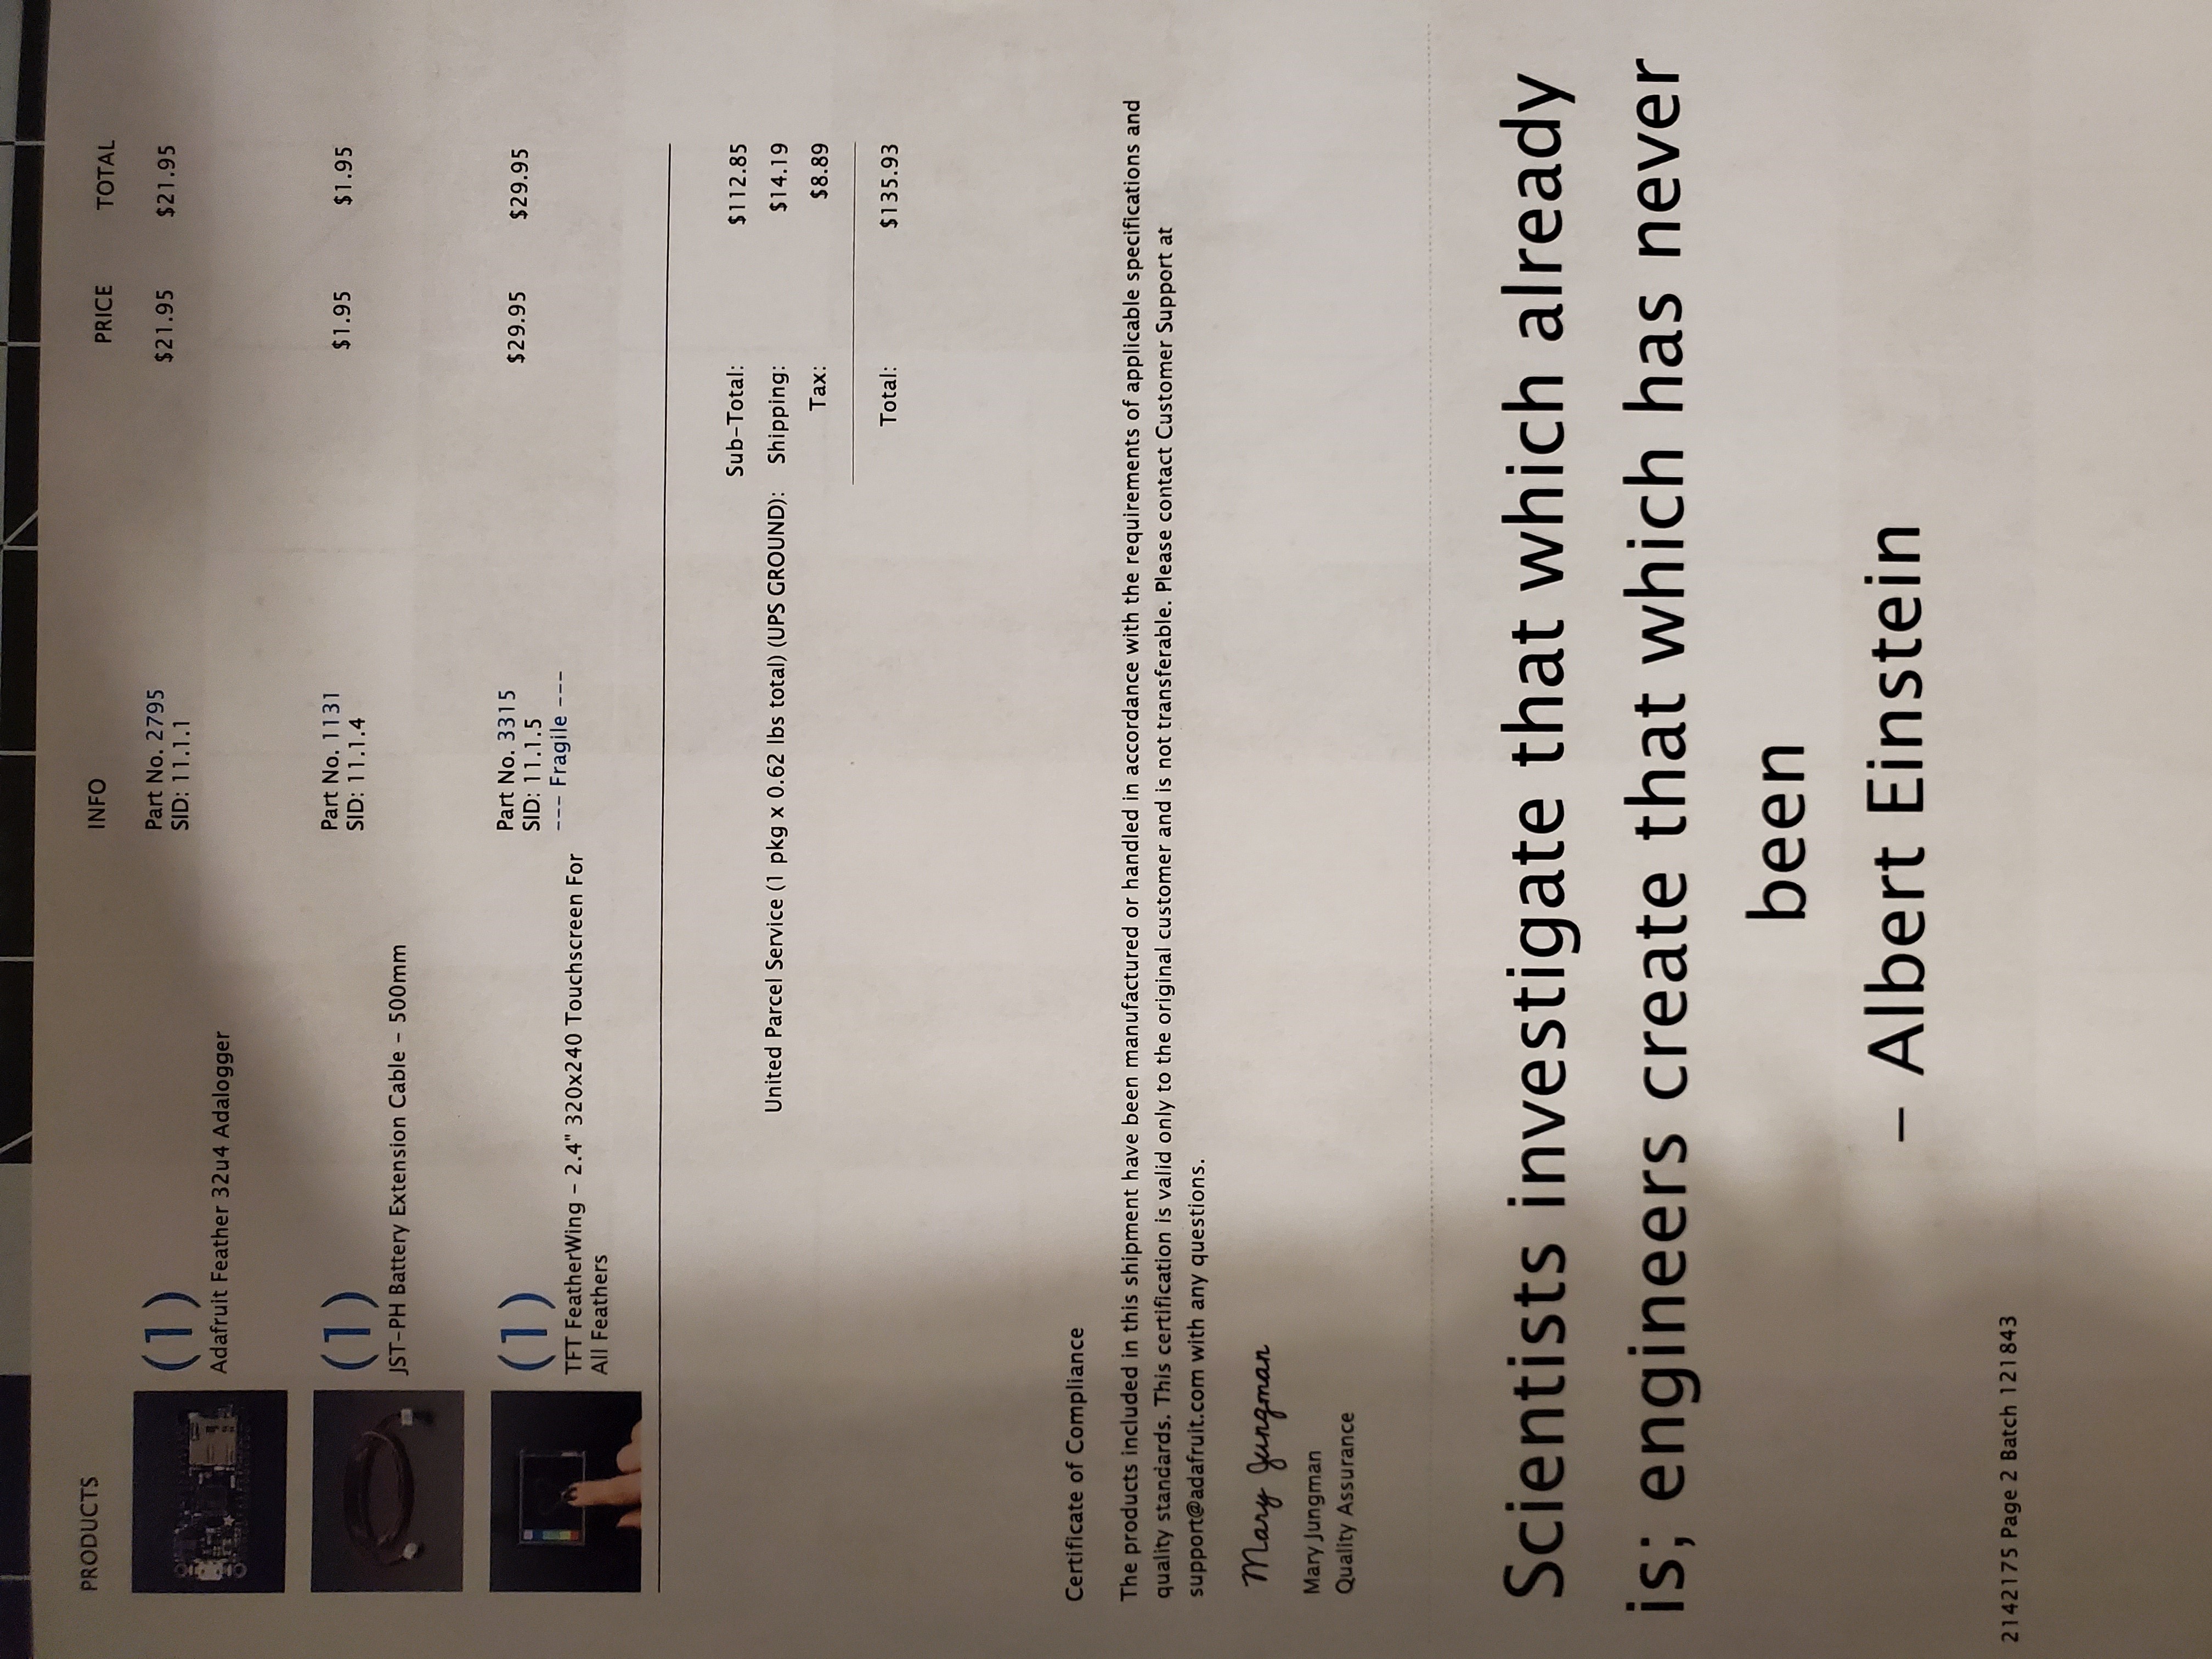 PRODUCTS INFO PRICE TOTAL
(1) Part No. 2795 $21.95 $21.95
SID: 11.1.1
Adafruit Feather 32u4 Adalogger
(1) Part No. 1131 $1.95 $1.95
SID: 11.1.4
JST-PH Battery Extension Cable - 500mm
(1) Part No. 3315 $29.95 $29.95
SID: 11.1.5
--- Fragile ---
TFT FeatherWing - 2.4" 320x240 Touchscreen For
All Feathers
Sub-Total: $112.85
United Parcel Service (1 pkg x 0.62 lbs total) (UPS GROUND): Shipping: $14.19
Tax: $8.89
Total: $135.93
Certificate of Compliance
The products included in this shipment have been manufactured or handled in accordance with the requirements of applicable specifications and
quality standards. This certification is valid only to the original customer and is not transferable. Please contact Customer Support at
support@adafruit.com with any questions.
Mary Jungman
Mary Jungman
Quality Assurance
Scientists investigate that which already
is; engineers create that which has never
been
- Albert Einstein
2142175 Page 2 Batch 121843